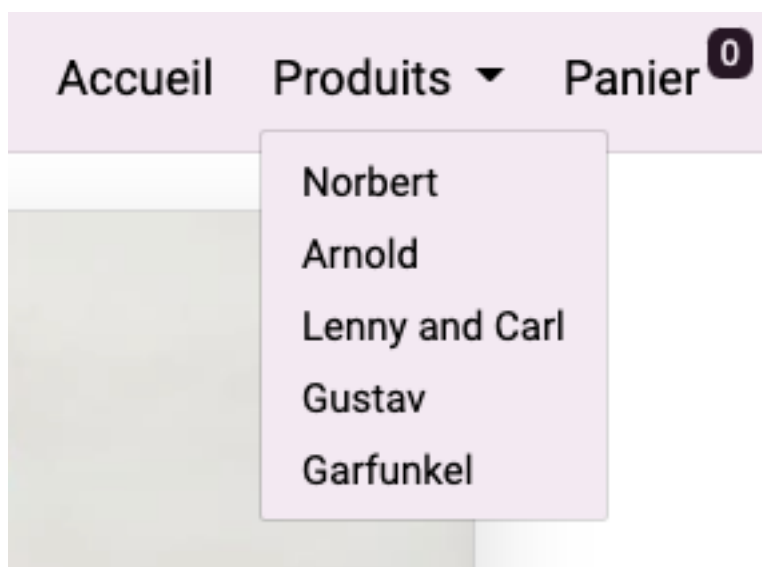 Accueil Produits Panier 0
Norbert
Arnold
Lenny and Carl
Gustav
Garfunkel